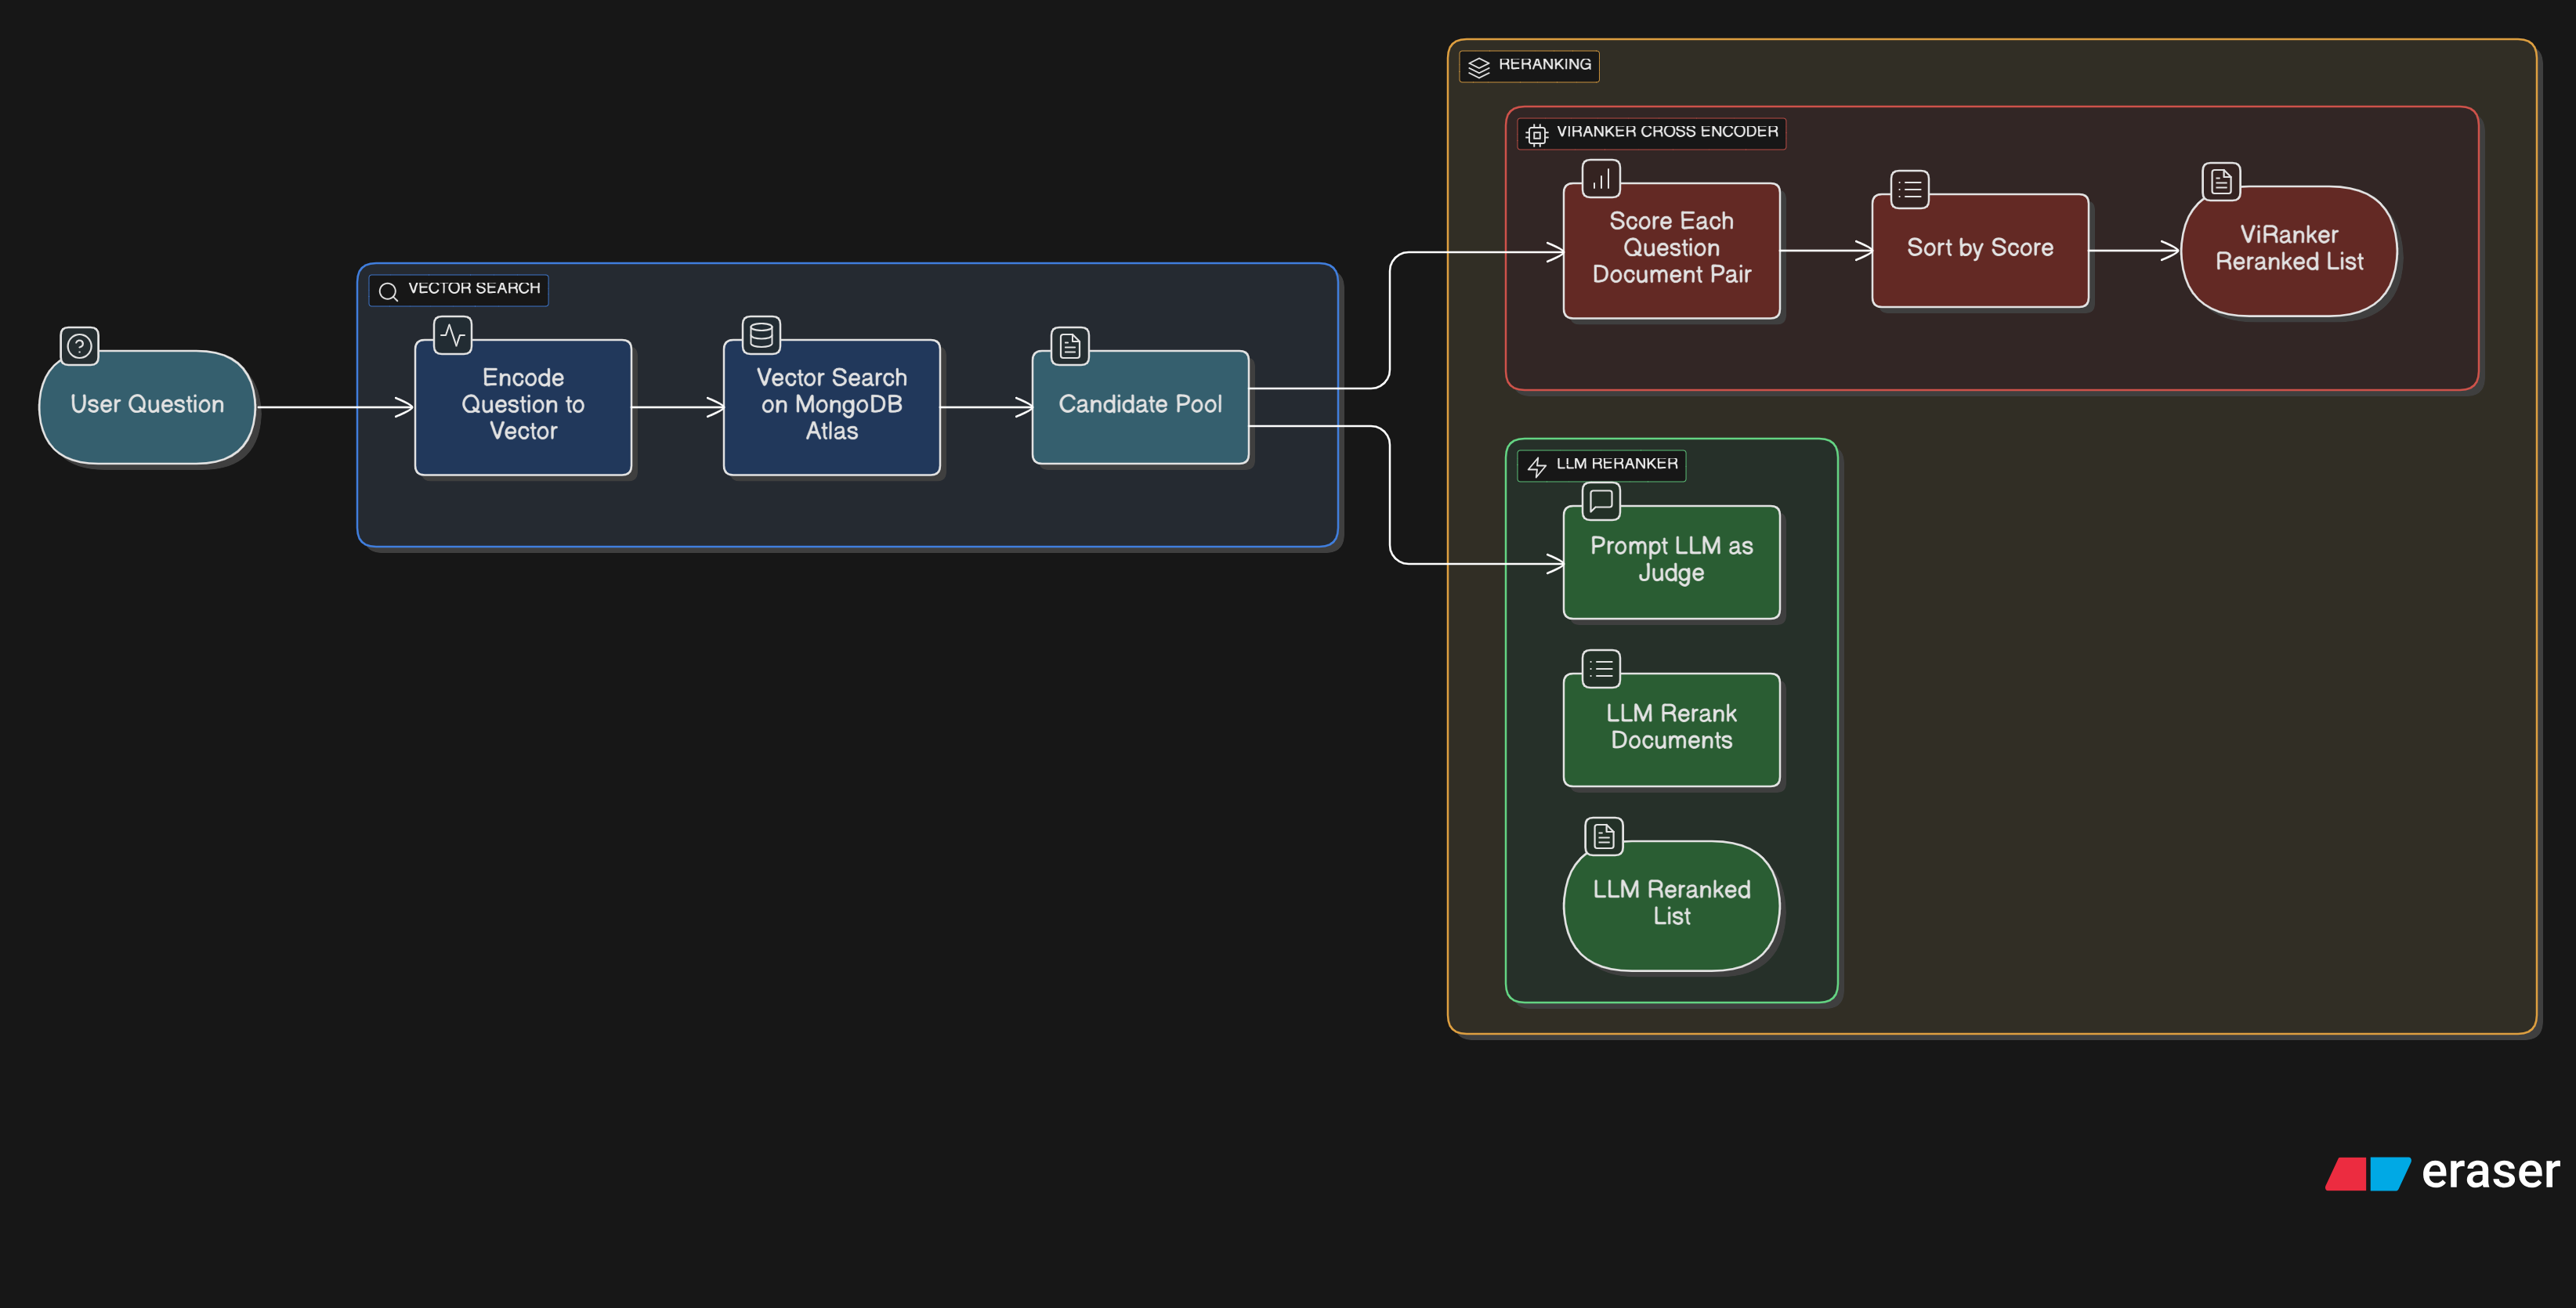 RERANKING
VIRANKER CROSS ENCODER
Score Each
Question
Document Pair
Sort by Score
ViRanker
Reranked List
VECTOR SEARCH
User Question
Encode
Question to
Vector
Vector Search
on MongoDB
Atlas
Candidate Pool
LLM RERANKER
Prompt LLM as
Judge
LLM Rerank
Documents
LLM Reranked
List
eraser